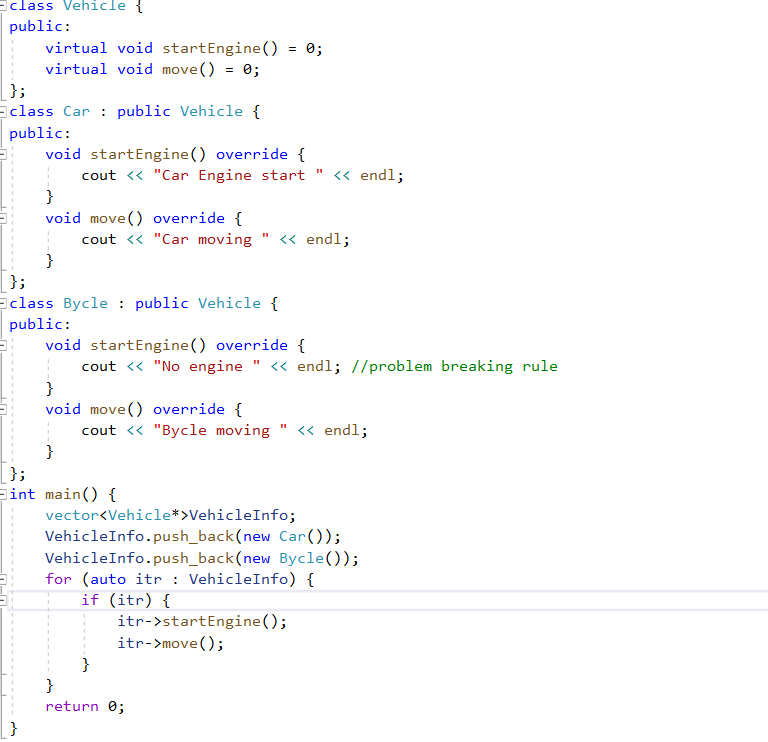 class Vehicle {
public:
    virtual void startEngine() = 0;
    virtual void move() = 0;
};
class Car : public Vehicle {
public:
    void startEngine() override {
        cout << "Car Engine start " << endl;
    }
    void move() override {
        cout << "Car moving " << endl;
    }
};
class Bycle : public Vehicle {
public:
    void startEngine() override {
        cout << "No engine " << endl; //problem breaking rule
    }
    void move() override {
        cout << "Bycle moving " << endl;
    }
};
int main() {
    vector<Vehicle*>VehicleInfo;
    VehicleInfo.push_back(new Car());
    VehicleInfo.push_back(new Bycle());
    for (auto itr : VehicleInfo) {
        if (itr) {
            itr->startEngine();
            itr->move();
        }
    }
    return 0;
}